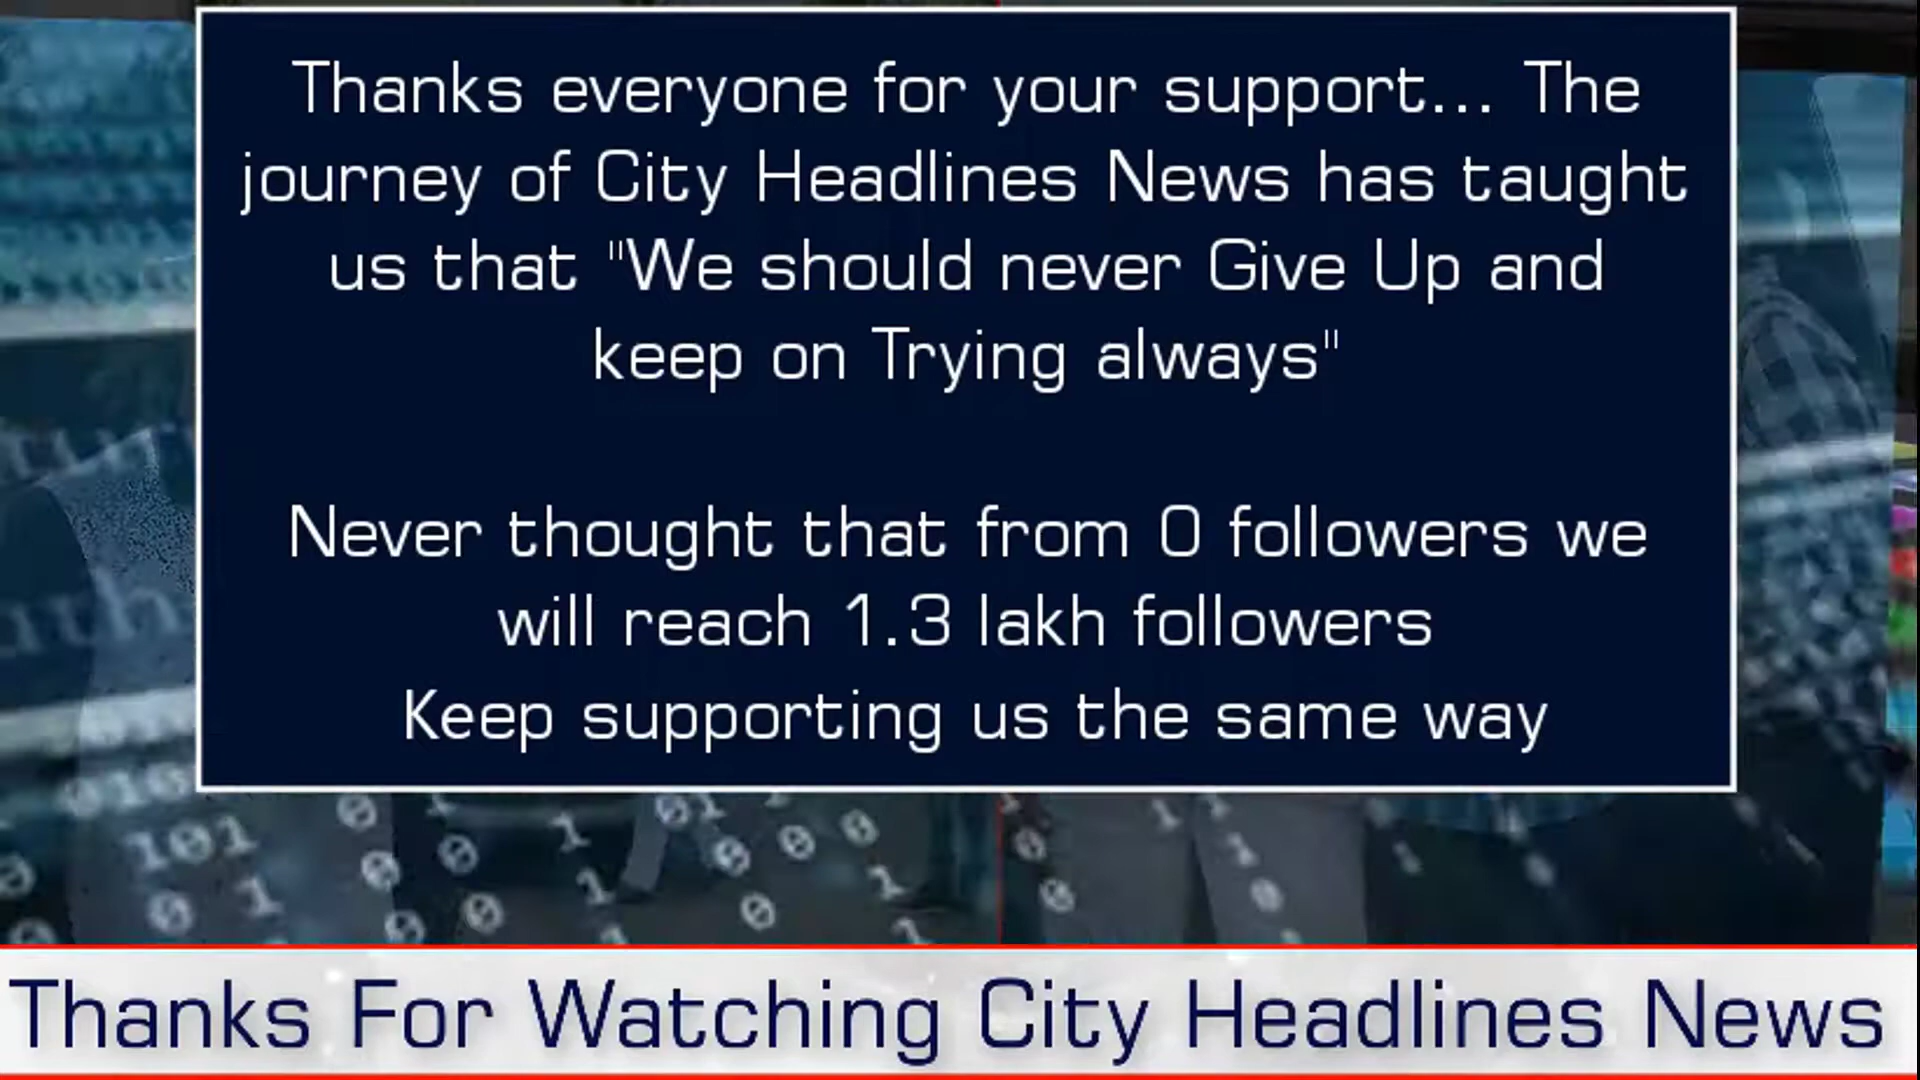 Thanks everyone for your support... The
journey of City Headlines News has taught
us that "We should never Give Up and
keep on Trying always"
Never thought that from 0 followers we
will reach 1.3 lakh followers
Keep supporting us the same way
Thanks For Watching City Headlines News